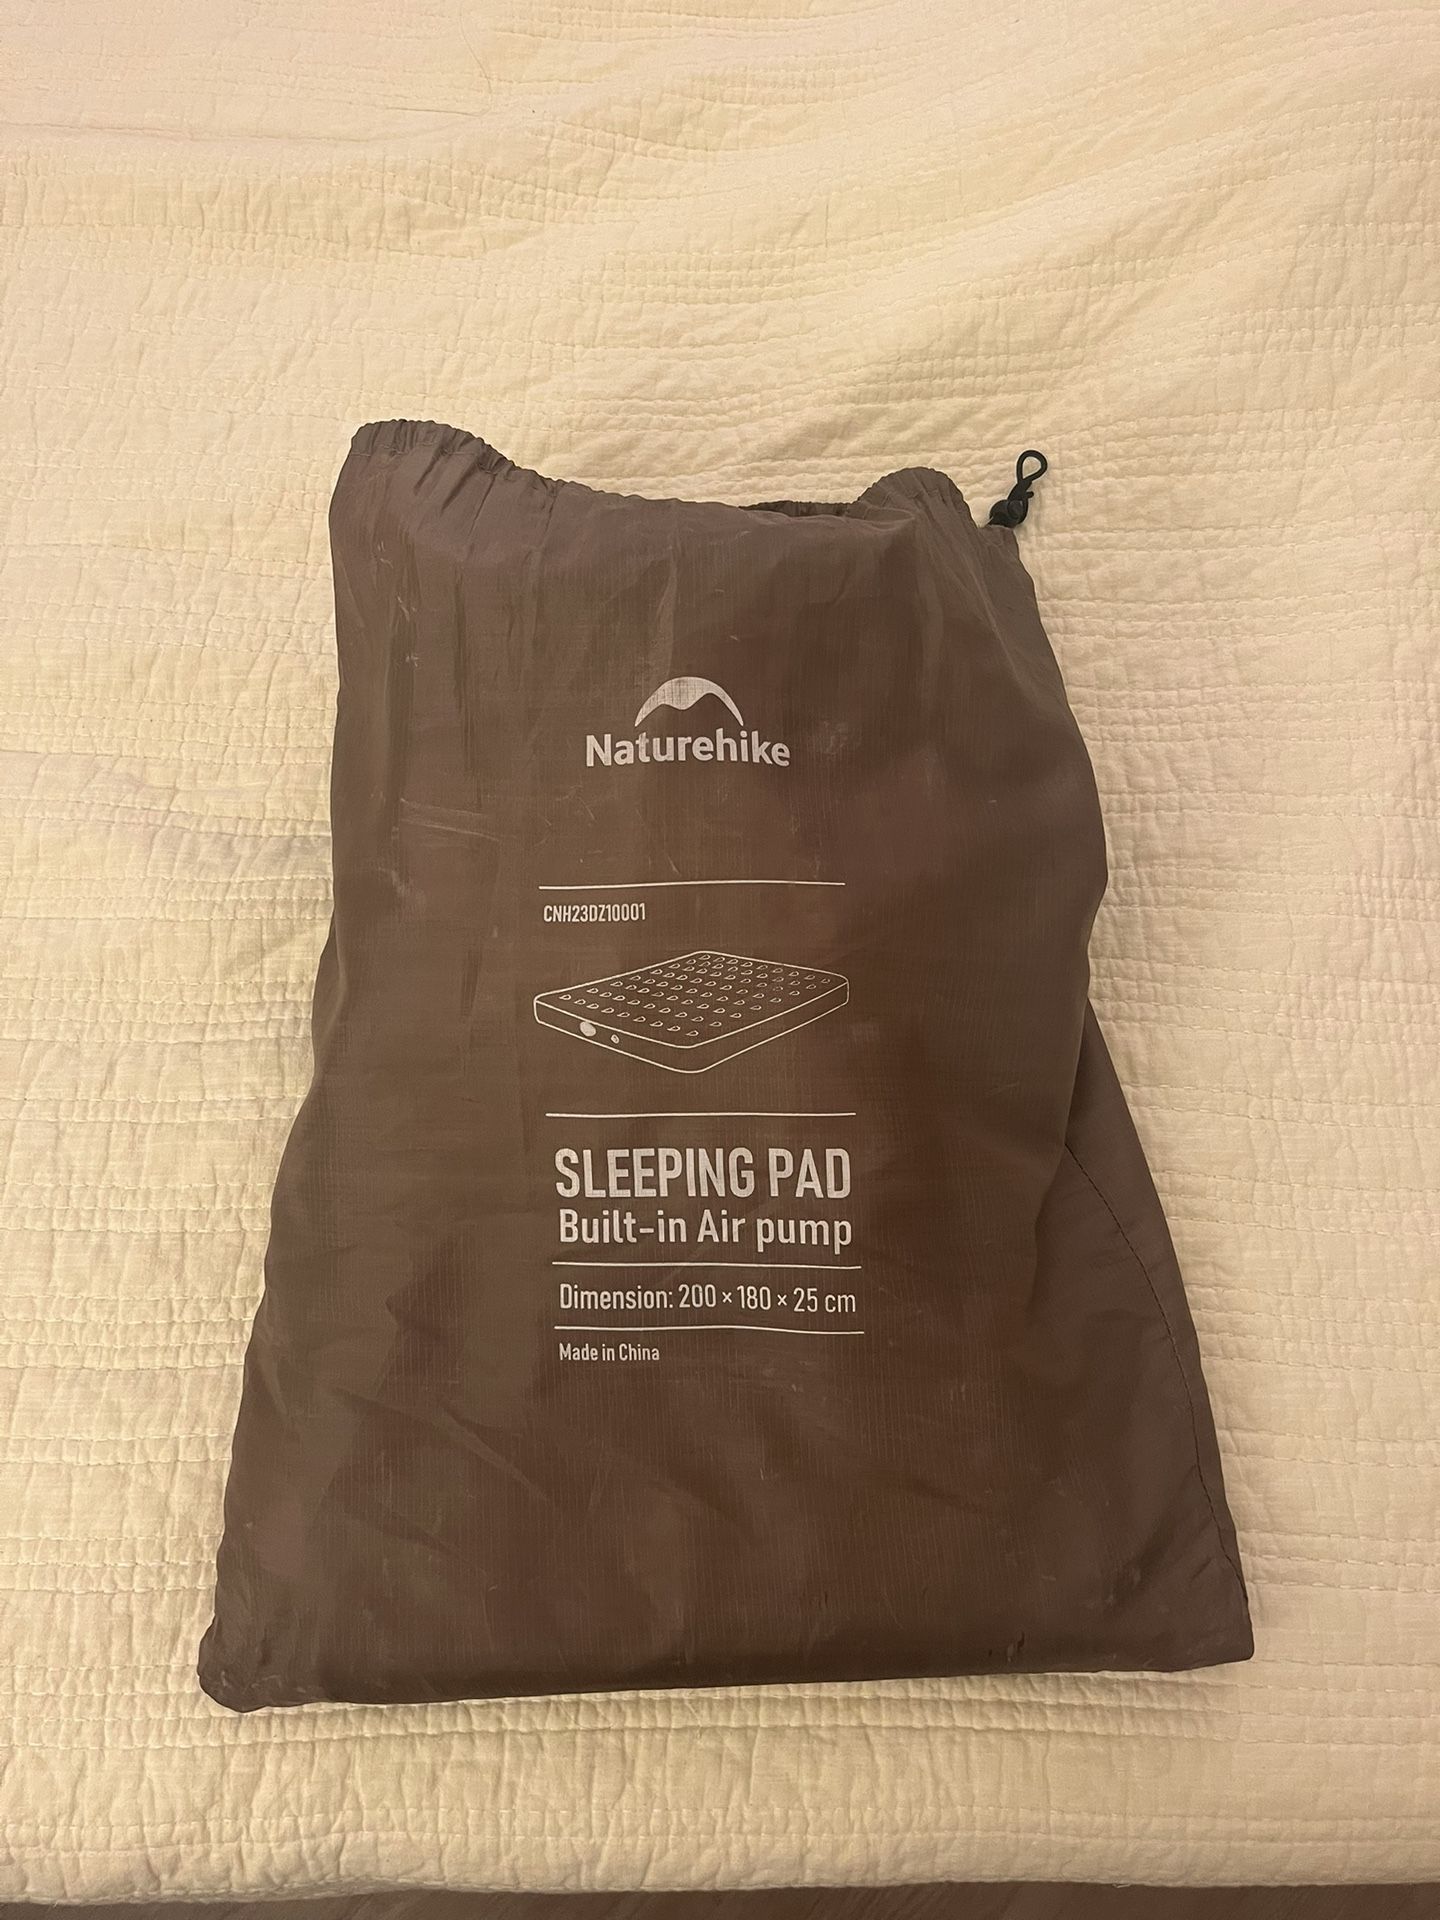 Naturehike
CNH23DZ10001
SLEEPING PAD
Built-in Air pump
Dimension: 200 × 180 × 25 cm
Made in China